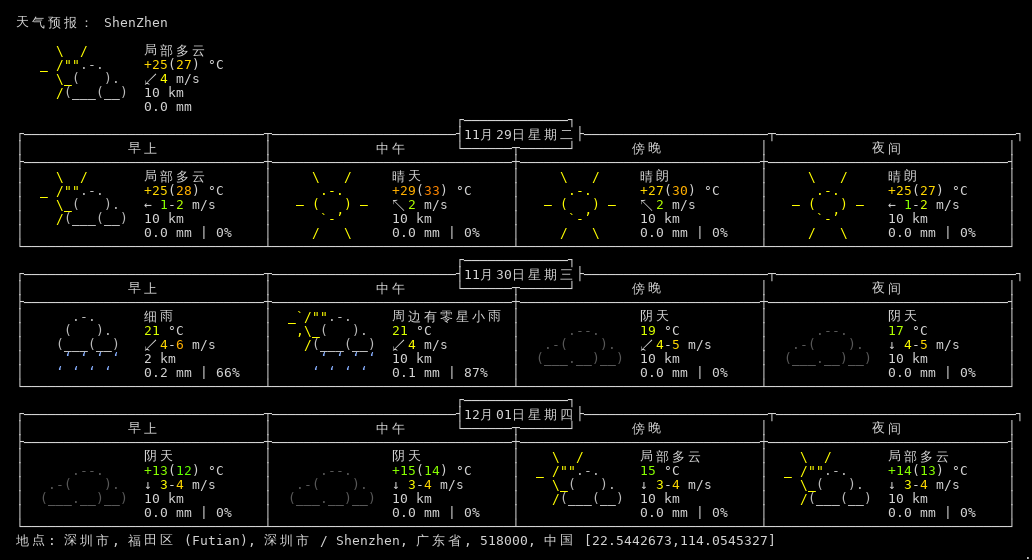 天气预报： ShenZhen
局部多云
+25(27) °C
↙4 m/s
10 km
0.0 mm
11月29日星期二
早上 中午 傍晚 夜间
局部多云 晴天 晴朗 晴朗
+25(28) °C +29(33) °C +27(30) °C +25(27) °C
← 1-2 m/s ↖2 m/s ↖2 m/s ← 1-2 m/s
10 km 10 km 10 km 10 km
0.0 mm | 0% 0.0 mm | 0% 0.0 mm | 0% 0.0 mm | 0%
11月30日星期三
早上 中午 傍晚 夜间
细雨 周边有零星小雨 阴天 阴天
21 °C 21 °C 19 °C 17 °C
↙4-6 m/s ↙4 m/s ↙4-5 m/s ↓ 4-5 m/s
2 km 10 km 10 km 10 km
0.2 mm | 66% 0.1 mm | 87% 0.0 mm | 0% 0.0 mm | 0%
12月01日星期四
早上 中午 傍晚 夜间
阴天 阴天 局部多云 局部多云
+13(12) °C +15(14) °C 15 °C +14(13) °C
↓ 3-4 m/s ↓ 3-4 m/s ↓ 3-4 m/s ↓ 3-4 m/s
10 km 10 km 10 km 10 km
0.0 mm | 0% 0.0 mm | 0% 0.0 mm | 0% 0.0 mm | 0%
地点: 深圳市, 福田区 (Futian), 深圳市 / Shenzhen, 广东省, 518000, 中国 [22.5442673,114.0545327]